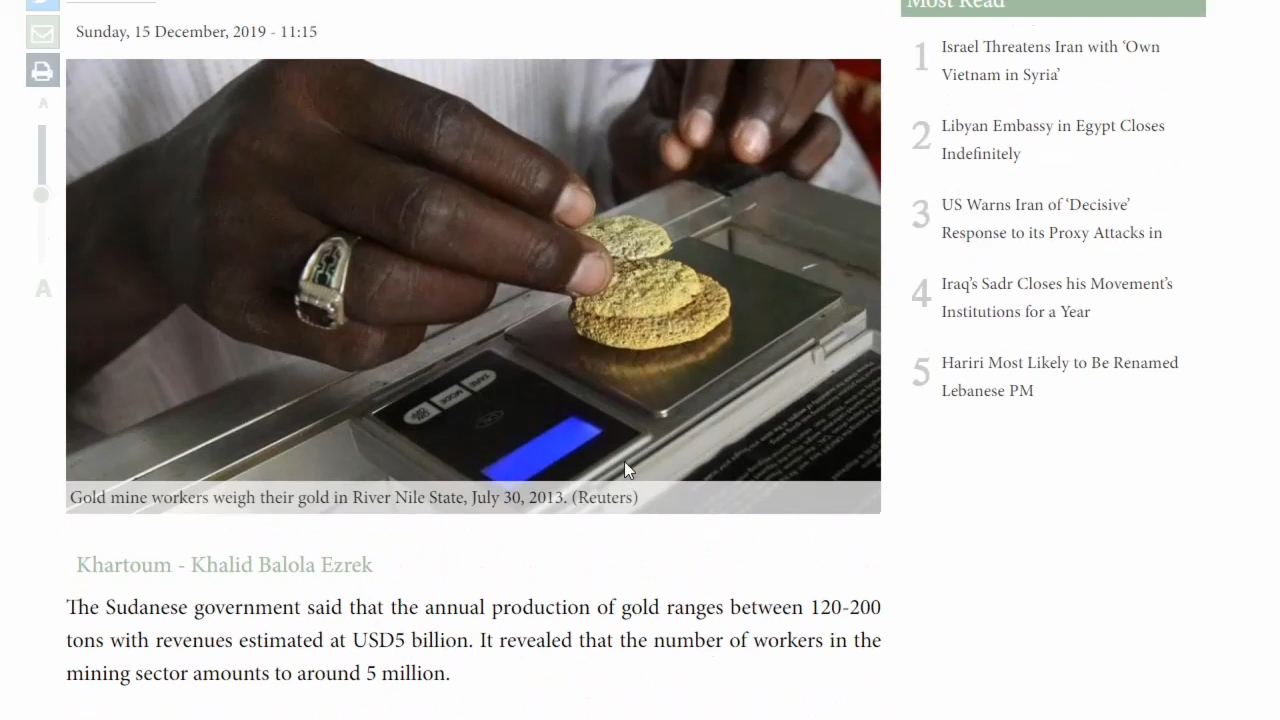 Most Read
Sunday, 15 December, 2019 - 11:15
A
A
TARE
MODE
Gold mine workers weigh their gold in River Nile State, July 30, 2013. (Reuters)
Khartoum - Khalid Balola Ezrek
The Sudanese government said that the annual production of gold ranges between 120-200
tons with revenues estimated at USD5 billion. It revealed that the number of workers in the
mining sector amounts to around 5 million.
1 Israel Threatens Iran with ‘Own
Vietnam in Syria’
2 Libyan Embassy in Egypt Closes
Indefinitely
3 US Warns Iran of ‘Decisive’
Response to its Proxy Attacks in
4 Iraq’s Sadr Closes his Movement’s
Institutions for a Year
5 Hariri Most Likely to Be Renamed
Lebanese PM